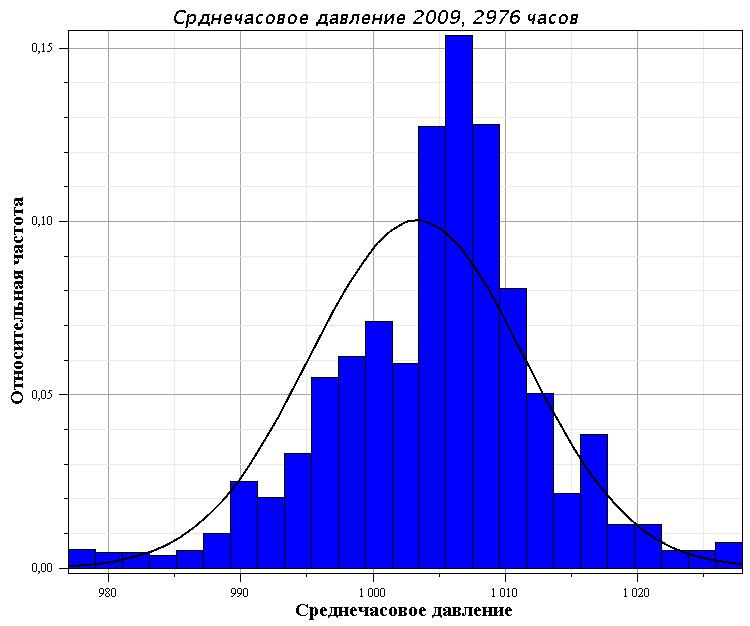 Срднечасовое давление 2009, 2976 часов
0,15
0,10
0,05
0,00
Относительная частота
980 990 1 000 1 010 1 020
Среднечасовое давление